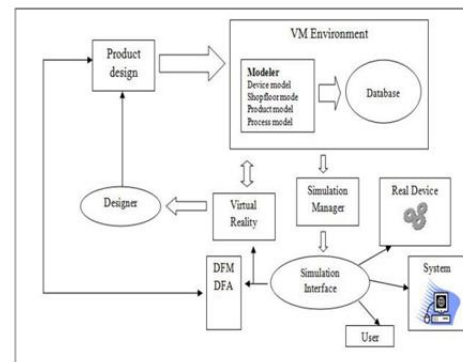 VM Environment
Product
design
Modeler
Device model
Shopfloor mode
Product model
Process model
Database
Designer
Virtual
Reality
Simulation
Manager
Real Device
DFM
DFA
Simulation
Interface
System
User